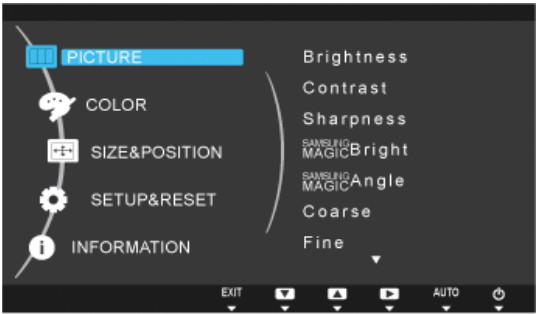 PICTURE
COLOR
SIZE&POSITION
SETUP&RESET
INFORMATION
Brightness
Contrast
Sharpness
SAMSUNG MAGICBright
SAMSUNG MAGICAngle
Coarse
Fine
EXIT AUTO